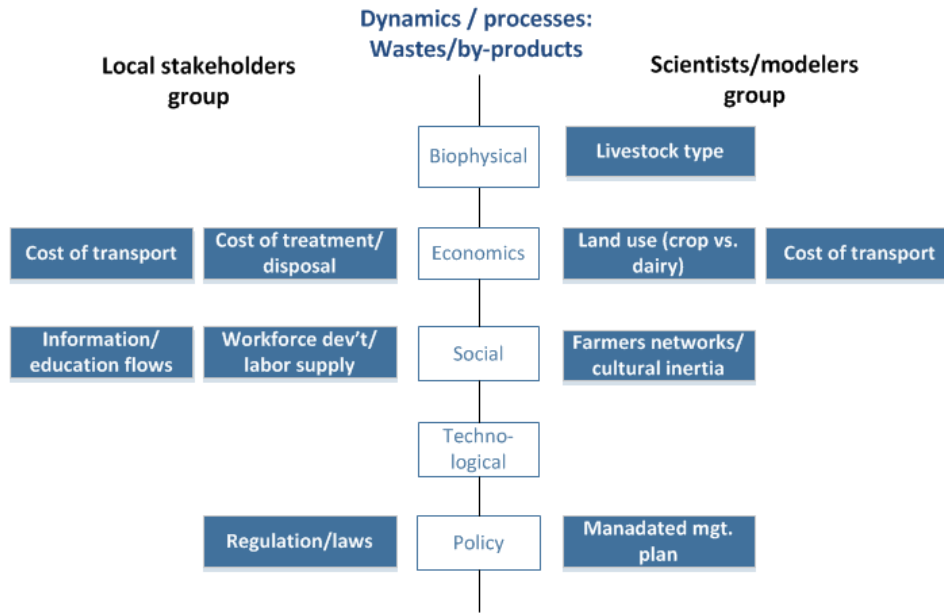 Dynamics / processes:
Wastes/by-products
Local stakeholders
group
Scientists/modelers
group
Biophysical
Livestock type
Cost of transport
Cost of treatment/
disposal
Economics
Land use (crop vs.
dairy)
Cost of transport
Information/
education flows
Workforce dev't/
labor supply
Social
Farmers networks/
cultural inertia
Techno-
logical
Regulation/laws
Policy
Manadated mgt.
plan